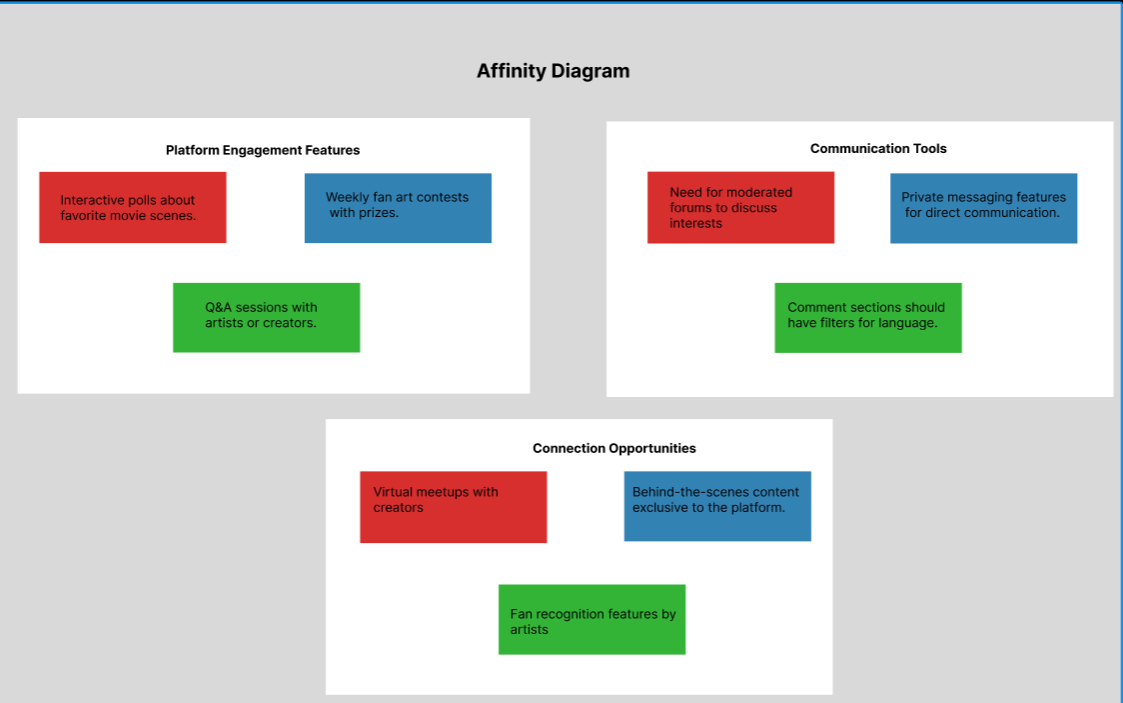 Affinity Diagram
Platform Engagement Features
Interactive polls about
favorite movie scenes.
Weekly fan art contests
with prizes.
Q&A sessions with
artists or creators.
Communication Tools
Need for moderated
forums to discuss
interests
Private messaging features
for direct communication.
Comment sections should
have filters for language.
Connection Opportunities
Virtual meetups with
creators
Behind-the-scenes content
exclusive to the platform.
Fan recognition features by
artists